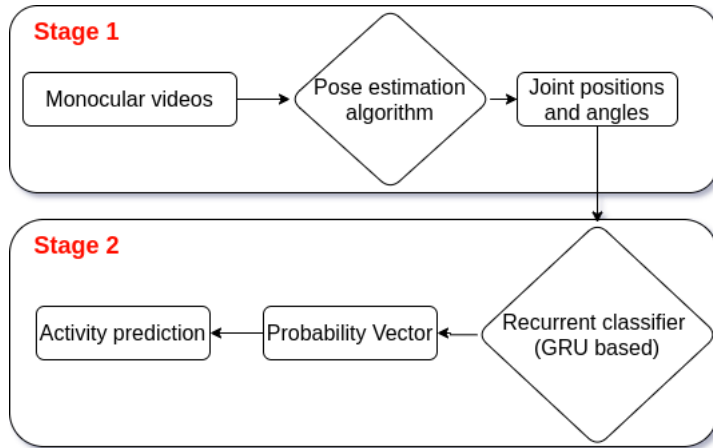 Stage 1
Monocular videos
Pose estimation
algorithm
Joint positions
and angles
Stage 2
Activity prediction
Probability Vector
Recurrent classifier
(GRU based)